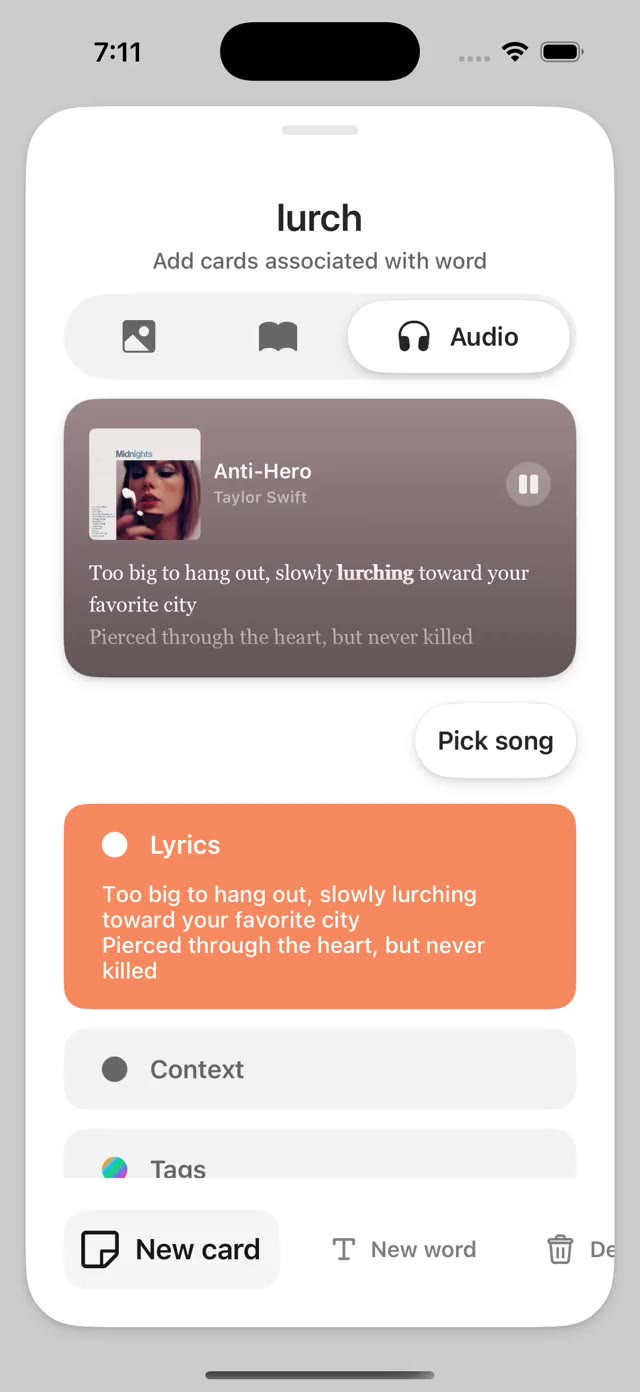 7:11
lurch
Add cards associated with word
Audio
Midnights
Anti-Hero
Taylor Swift
Too big to hang out, slowly lurching toward your
favorite city
Pierced through the heart, but never killed
Pick song
Lyrics
Too big to hang out, slowly lurching
toward your favorite city
Pierced through the heart, but never
killed
Context
Tags
New card
New word
De